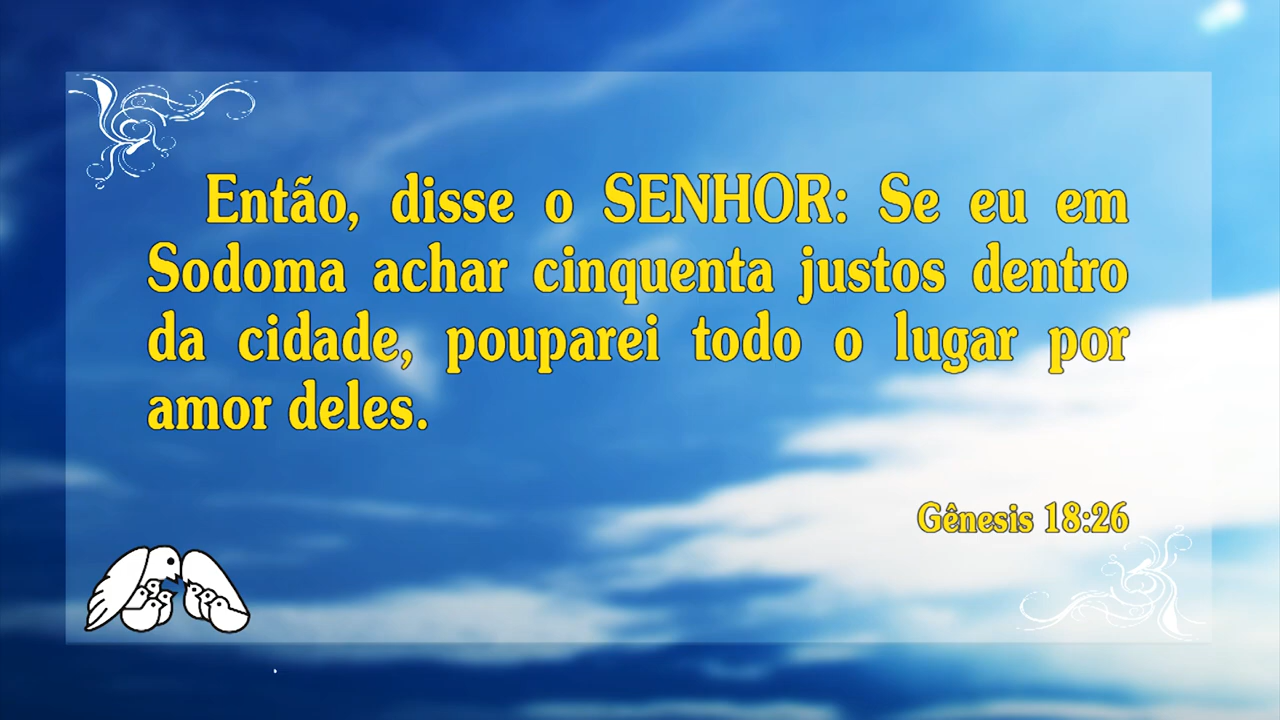 Então, disse o SENHOR: Se eu em
Sodoma achar cinquenta justos dentro
da cidade, pouparei todo o lugar por
amor deles.
Gênesis 18:26